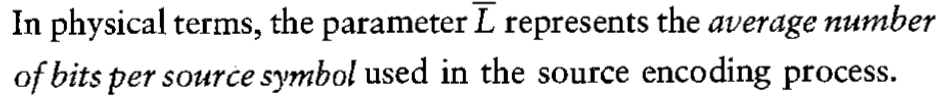 In physical terms, the parameter L̅ represents the average number
of bits per source symbol used in the source encoding process.